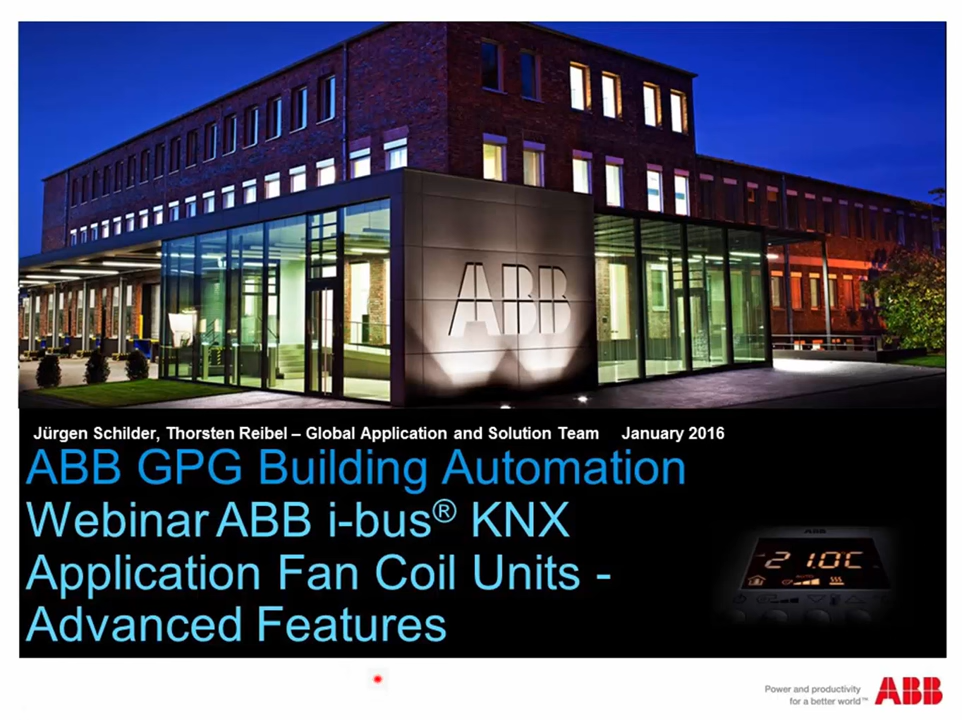 ABB
Jürgen Schilder, Thorsten Reibel – Global Application and Solution Team January 2016
ABB GPG Building Automation
Webinar ABB i-bus® KNX
Application Fan Coil Units -
Advanced Features
ABB
21.0C
Power and productivity
for a better world™
ABB